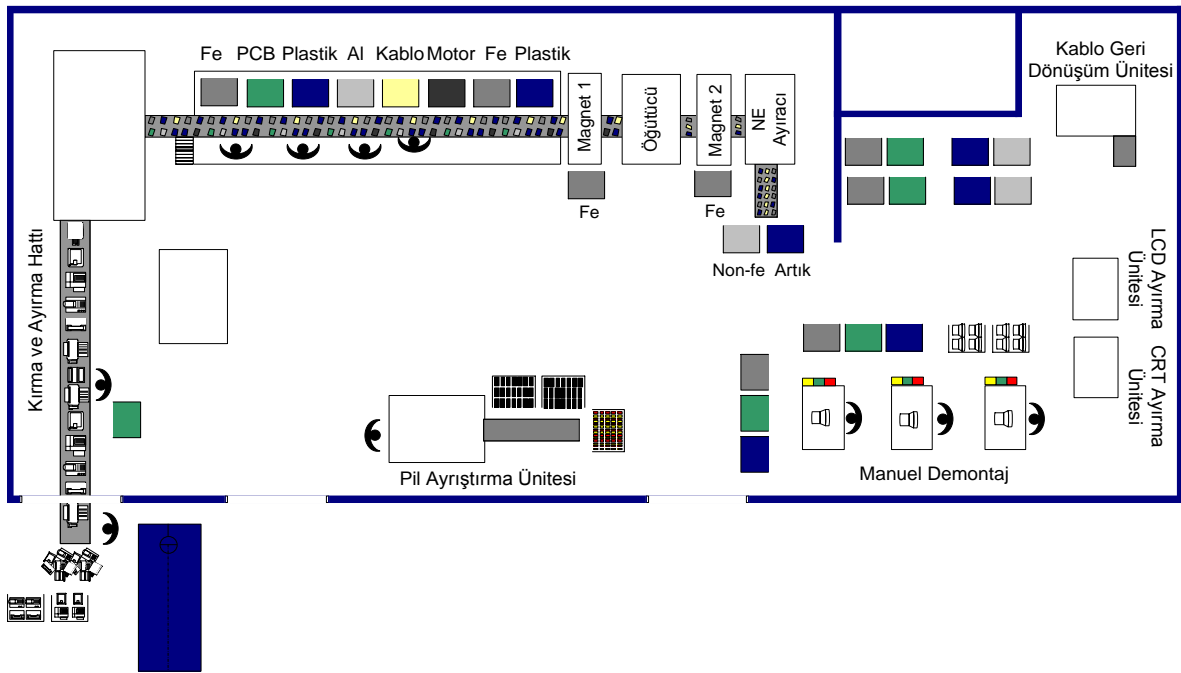 Fe PCB Plastik Al Kablo Motor Fe Plastik
Kablo Geri
Dönüşüm Ünitesi
Magnet 1
Öğütücü
Magnet 2
NE
Ayıracı
Fe
Fe
Non-fe Artık
Kırma ve Ayırma Hattı
LCD Ayırma
Ünitesi
CRT Ayırma
Ünitesi
Pil Ayrıştırma Ünitesi
Manuel Demontaj